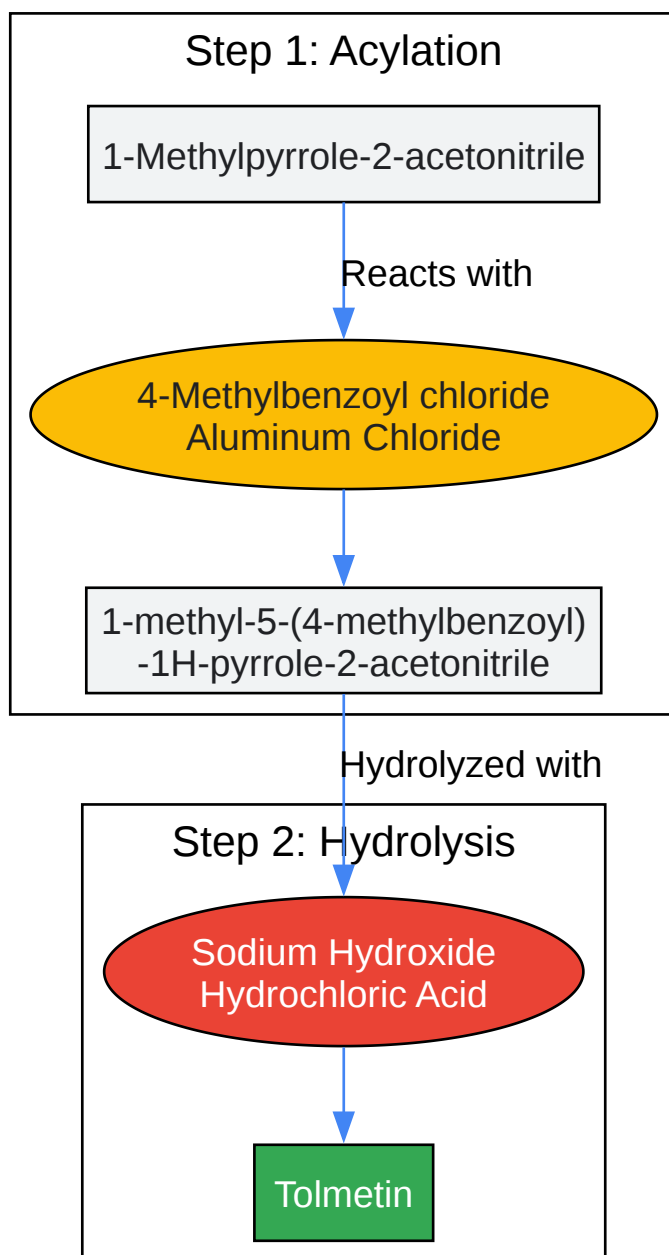 Step 1: Acylation
1-Methylpyrrole-2-acetonitrile
Reacts with
4-Methylbenzoyl chloride
Aluminum Chloride
1-methyl-5-(4-methylbenzoyl)
-1H-pyrrole-2-acetonitrile
Hydrolyzed with
Step 2: Hydrolysis
Sodium Hydroxide
Hydrochloric Acid
Tolmetin